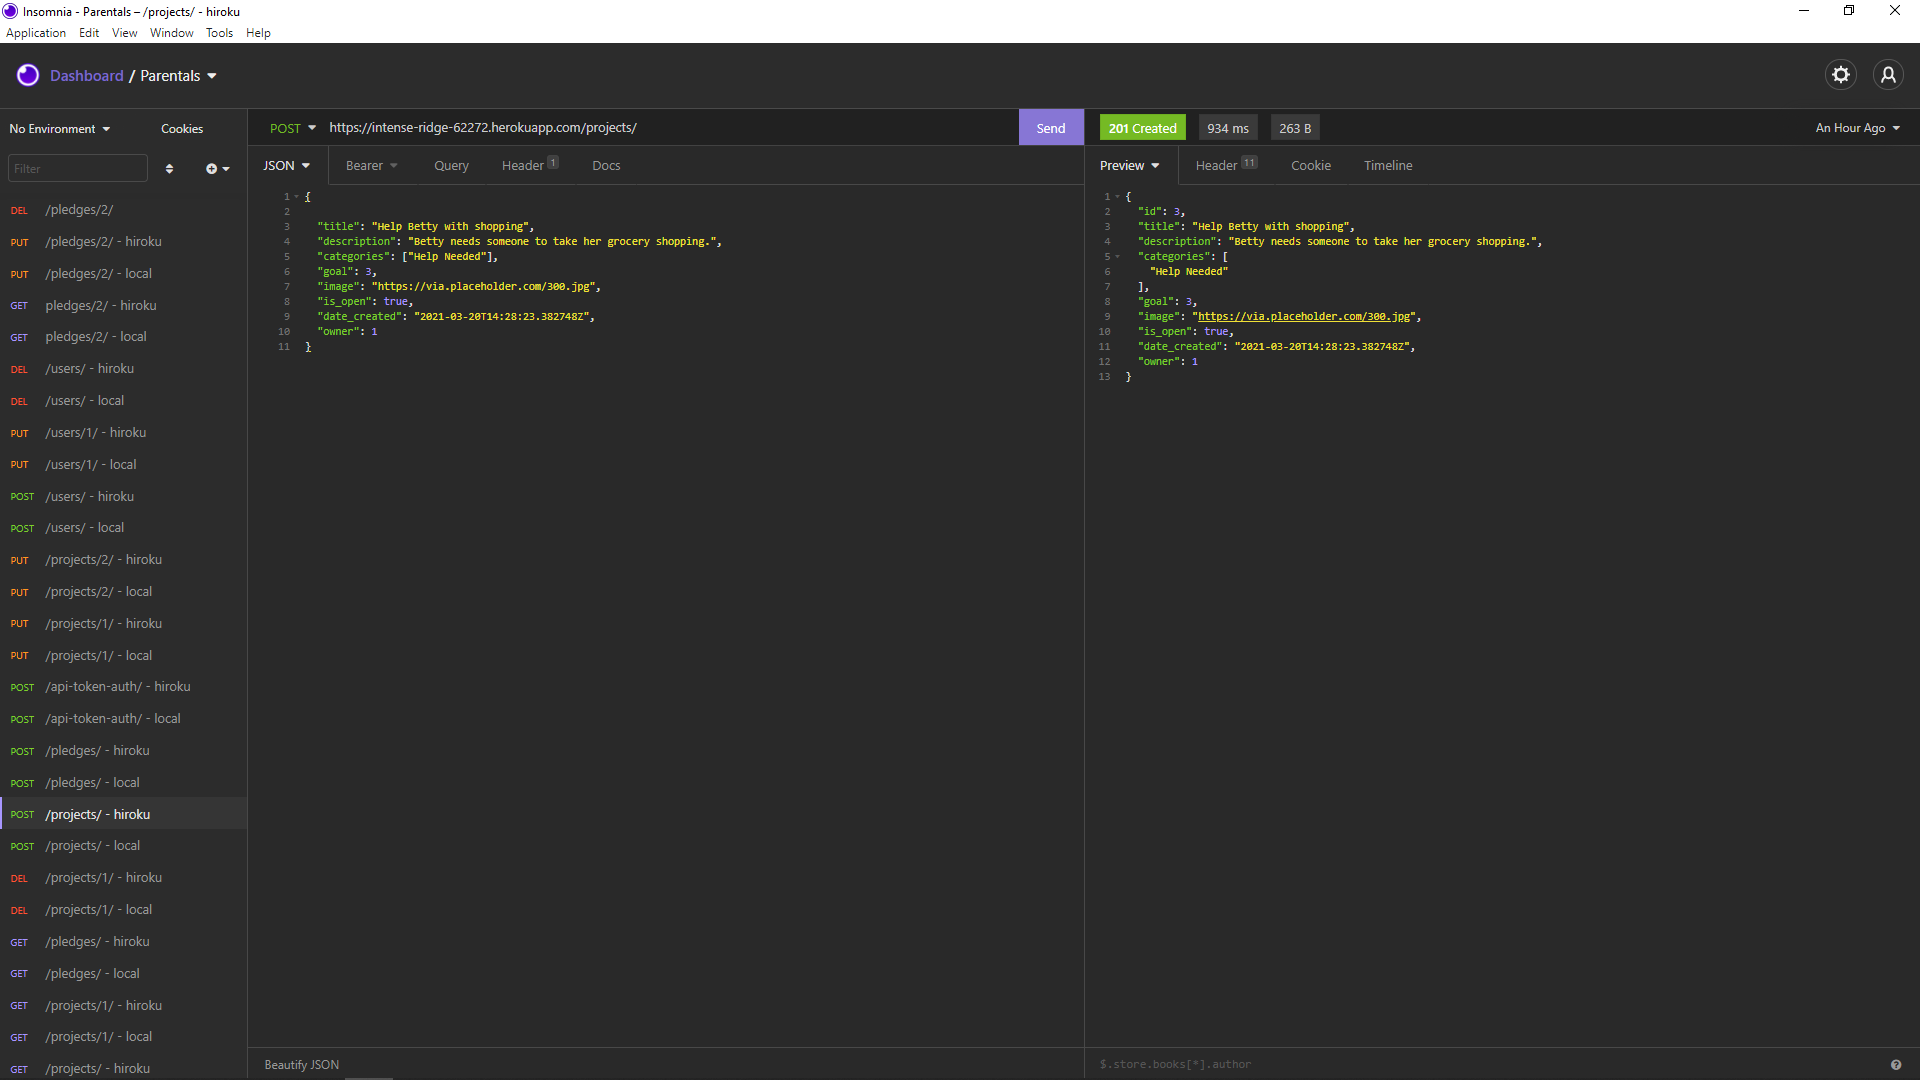 Insomnia - Parentals – /projects/ - hiroku
Application Edit View Window Tools Help
Dashboard / Parentals
No Environment Cookies
Filter
DEL /pledges/2/
PUT /pledges/2/ - hiroku
PUT /pledges/2/ - local
GET pledges/2/ - hiroku
GET pledges/2/ - local
DEL /users/ - hiroku
DEL /users/ - local
PUT /users/1/ - hiroku
PUT /users/1/ - local
POST /users/ - hiroku
POST /users/ - local
PUT /projects/2/ - hiroku
PUT /projects/2/ - local
PUT /projects/1/ - hiroku
PUT /projects/1/ - local
POST /api-token-auth/ - hiroku
POST /api-token-auth/ - local
POST /pledges/ - hiroku
POST /pledges/ - local
POST /projects/ - hiroku
POST /projects/ - local
DEL /projects/1/ - hiroku
DEL /projects/1/ - local
GET /pledges/ - hiroku
GET /pledges/ - local
GET /projects/1/ - hiroku
GET /projects/1/ - local
GET /projects/ - hiroku
POST https://intense-ridge-62272.herokuapp.com/projects/ Send
JSON Bearer Query Header 1 Docs
1 {
2
3 "title": "Help Betty with shopping",
4 "description": "Betty needs someone to take her grocery shopping.",
5 "categories": ["Help Needed"],
6 "goal": 3,
7 "image": "https://via.placeholder.com/300.jpg",
8 "is_open": true,
9 "date_created": "2021-03-20T14:28:23.382748Z",
10 "owner": 1
11 }
Beautify JSON
201 Created 934 ms 263 B An Hour Ago
Preview Header 11 Cookie Timeline
1 {
2 "id": 3,
3 "title": "Help Betty with shopping",
4 "description": "Betty needs someone to take her grocery shopping.",
5 "categories": [
6 "Help Needed"
7 ],
8 "goal": 3,
9 "image": "https://via.placeholder.com/300.jpg",
10 "is_open": true,
11 "date_created": "2021-03-20T14:28:23.382748Z",
12 "owner": 1
13 }
$.store.books[*].author